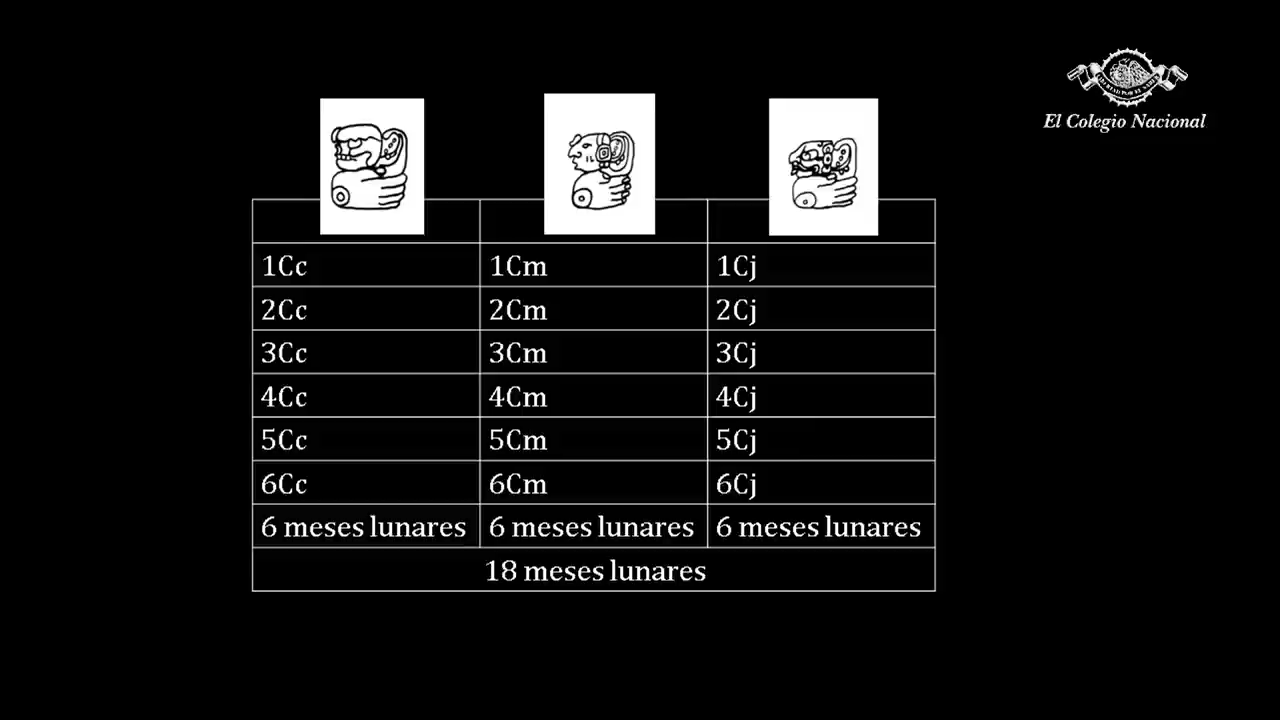 El Colegio Nacional
1Cc 1Cm 1Cj
2Cc 2Cm 2Cj
3Cc 3Cm 3Cj
4Cc 4Cm 4Cj
5Cc 5Cm 5Cj
6Cc 6Cm 6Cj
6 meses lunares 6 meses lunares 6 meses lunares
18 meses lunares